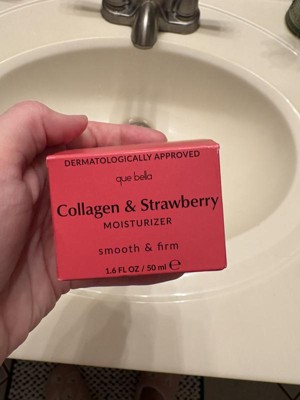 DERMATOLOGICALLY APPROVED
que bella
Collagen & Strawberry
MOISTURIZER
smooth & firm
1.6 FL OZ / 50 ml ℮